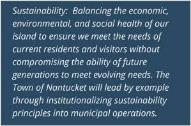 Sustainability:  Balancing the economic,
environmental, and social health of our
island to ensure we meet the needs of
current residents and visitors without
compromising the ability of future
generations to meet evolving needs. The
Town of Nantucket will lead by example
through institutionalizing sustainability
principles into municipal operations.